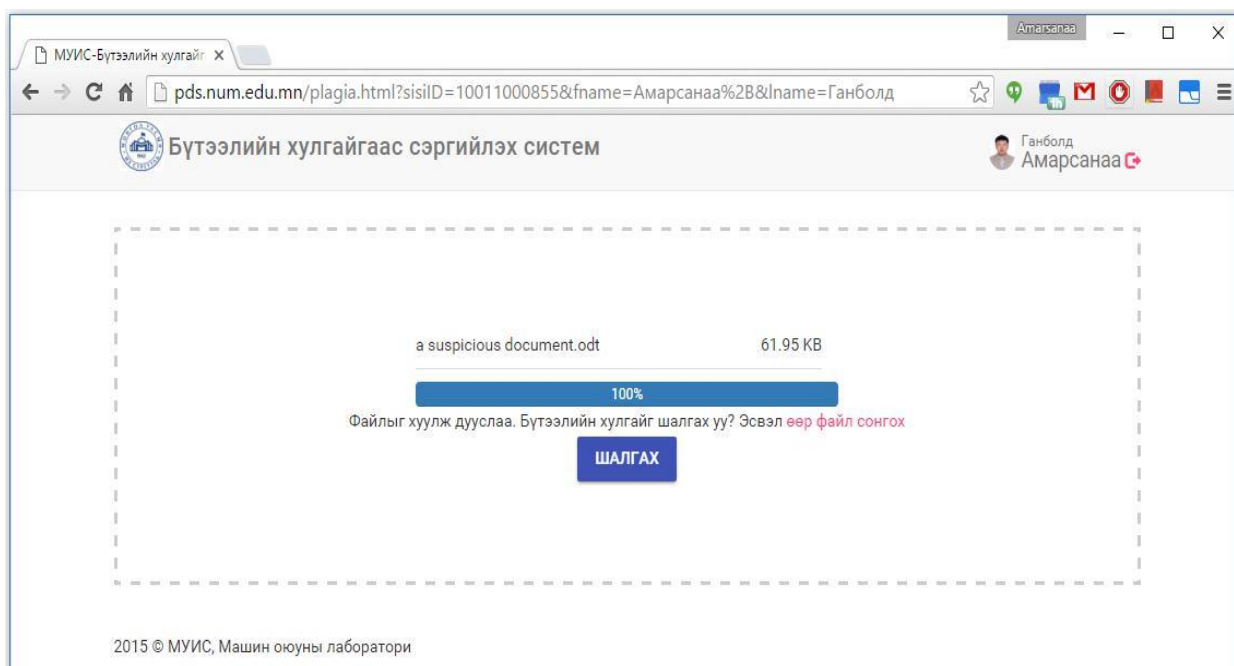 Amarsanaa
МУИС-Бүтээлийн хулгайг
pds.num.edu.mn/plagia.html?sisiID=10011000855&fname=Амарсанаа%2B&lname=Ганболд
Бүтээлийн хулгайгаас сэргийлэх систем
Ганболд
Амарсанаа
a suspicious document.odt 61.95 KB
100%
Файлыг хуулж дууслаа. Бүтээлийн хулгайг шалгах уу? Эсвэл өөр файл сонгох
ШАЛГАХ
2015 © МУИС, Машин оюуны лаборатори